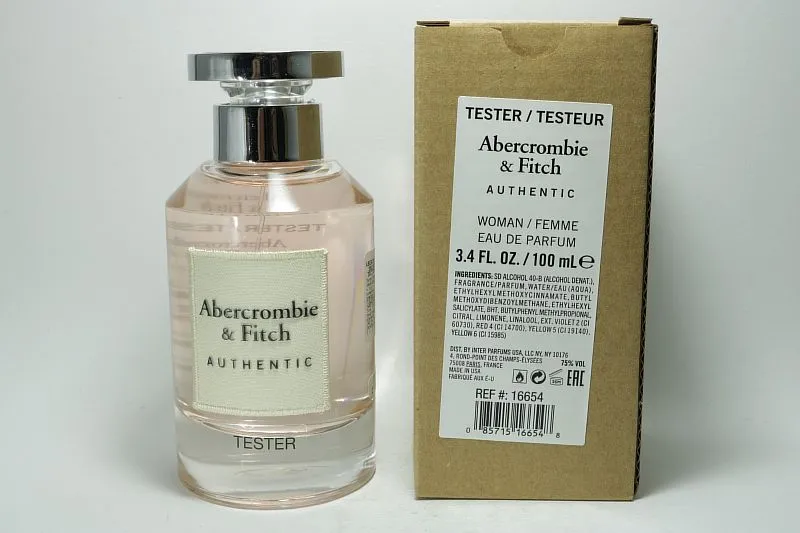 Abercrombie
& Fitch
AUTHENTIC
TESTER
TESTER / TESTEUR
Abercrombie
& Fitch
AUTHENTIC
WOMAN / FEMME
EAU DE PARFUM
3.4 FL. OZ. / 100 mL℮
INGREDIENTS: SD ALCOHOL 40-B (ALCOHOL DENAT.),
FRAGRANCE/PARFUM, WATER/EAU (AQUA),
ETHYLHEXYL METHOXYCINNAMATE, BUTYL
METHOXYDIBENZOYLMETHANE, ETHYLHEXYL
SALICYLATE, BHT, BUTYLPHENYL METHYLPROPIONAL,
CITRAL, LIMONENE, LINALOOL, EXT. VIOLET 2 (CI
60730), RED 4 (CI 14700), YELLOW 5 (CI 19140),
YELLOW 6 (CI 15985)
DIST. BY INTER PARFUMS USA, LLC NY, NY 10176
4, ROND-POINT DES CHAMPS-ÉLYSÉES
75008 PARIS, FRANCE 75% VOL
MADE IN USA
FABRIQUÉ AUX É-U
EAC
REF #: 16654
0 85715 16654 8